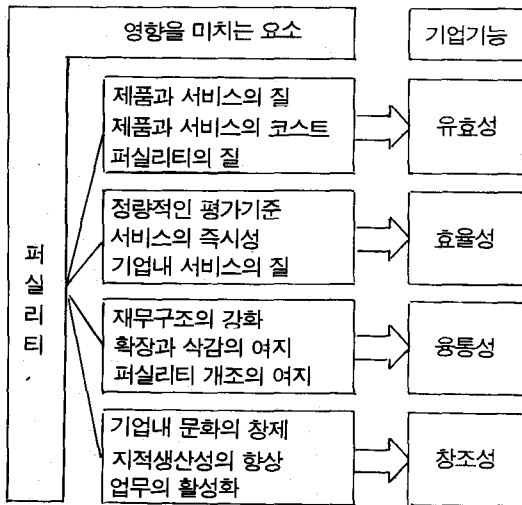 영향을 미치는 요소
기업기능
퍼실리티
제품과 서비스의 질
제품과 서비스의 코스트
퍼실리티의 질
유효성
정량적인 평가기준
서비스의 즉시성
기업내 서비스의 질
효율성
재무구조의 강화
확장과 삭감의 여지
퍼실리티 개조의 여지
융통성
기업내 문화의 창제
지적생산성의 향상
업무의 활성화
창조성